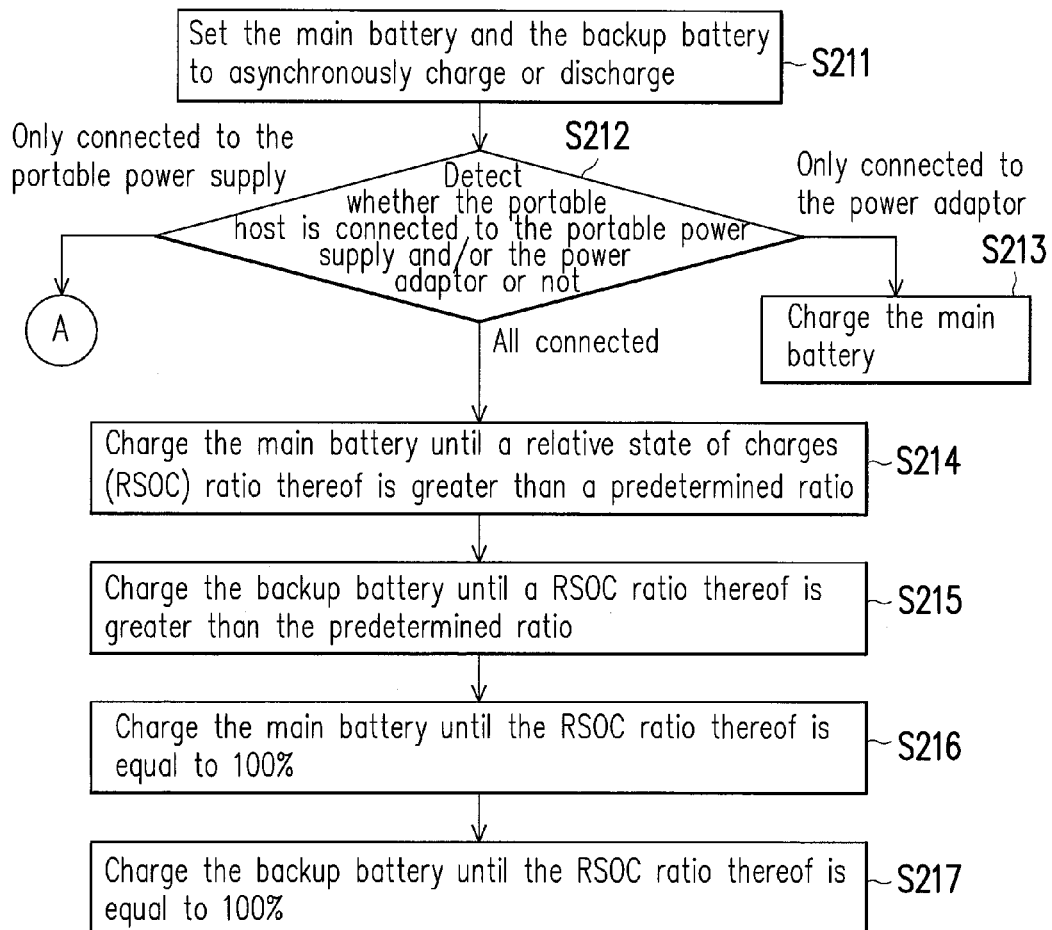 Set the main battery and the backup battery
to asynchronously charge or discharge
S211
Only connected to the
portable power supply
S212
Detect
whether the portable
host is connected to the portable power
supply and/or the power
adaptor or not
Only connected to
the power adaptor
S213
A
Charge the main
battery
All connected
Charge the main battery until a relative state of charges
(RSOC) ratio thereof is greater than a predetermined ratio
S214
Charge the backup battery until a RSOC ratio thereof is
greater than the predetermined ratio
S215
Charge the main battery until the RSOC ratio thereof is
equal to 100%
S216
Charge the backup battery until the RSOC ratio thereof is
equal to 100%
S217